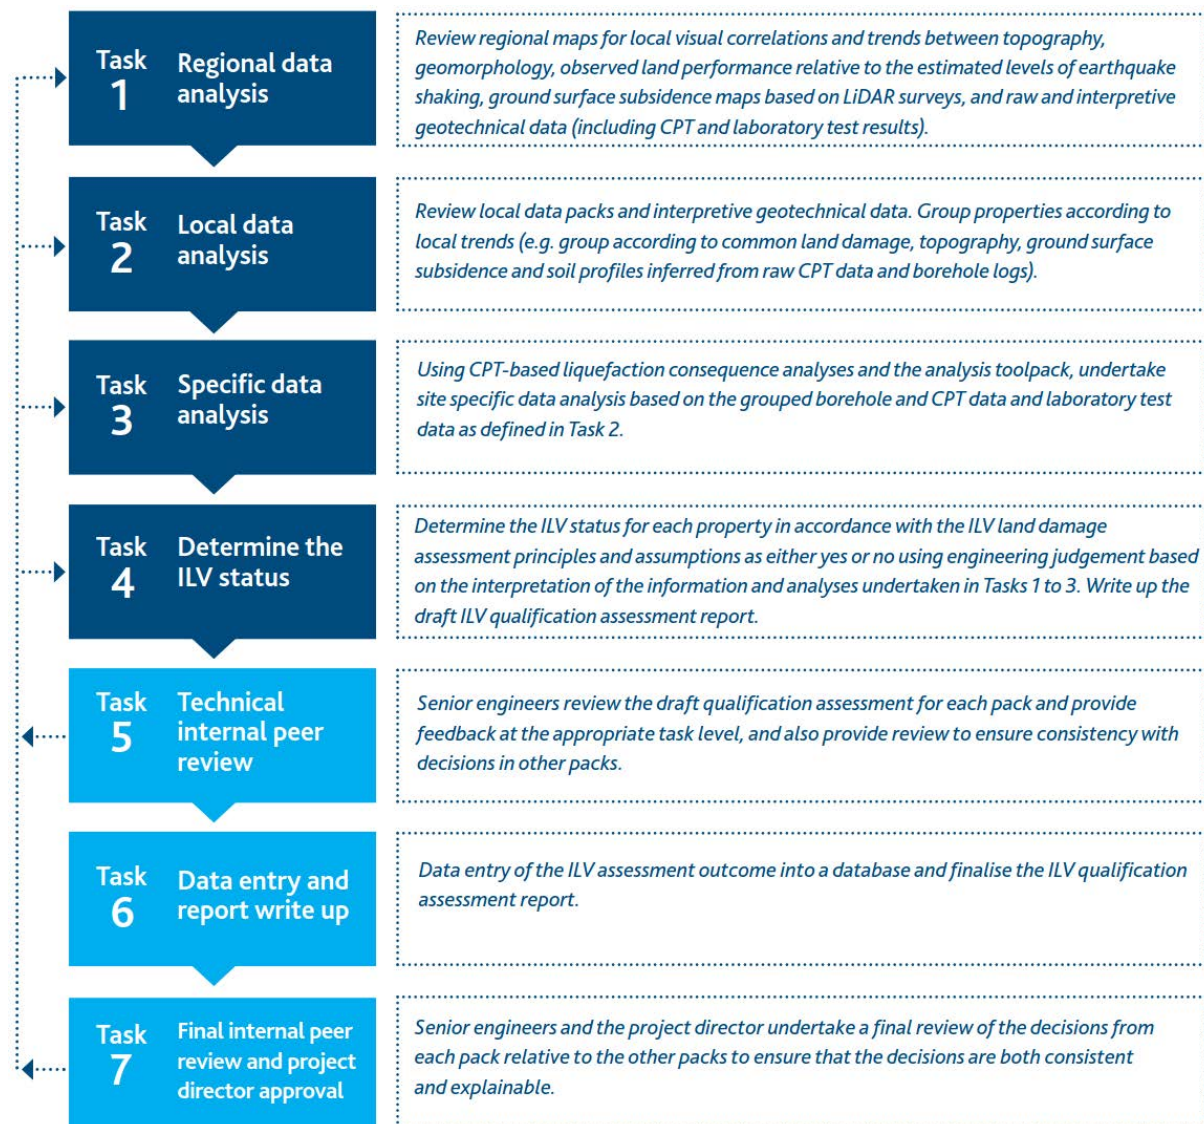 Task
1
Regional data
analysis
Review regional maps for local visual correlations and trends between topography,
geomorphology, observed land performance relative to the estimated levels of earthquake
shaking, ground surface subsidence maps based on LiDAR surveys, and raw and interpretive
geotechnical data (including CPT and laboratory test results).
Task
2
Local data
analysis
Review local data packs and interpretive geotechnical data. Group properties according to
local trends (e.g. group according to common land damage, topography, ground surface
subsidence and soil profiles inferred from raw CPT data and borehole logs).
Task
3
Specific data
analysis
Using CPT-based liquefaction consequence analyses and the analysis toolpack, undertake
site specific data analysis based on the grouped borehole and CPT data and laboratory test
data as defined in Task 2.
Task
4
Determine the
ILV status
Determine the ILV status for each property in accordance with the ILV land damage
assessment principles and assumptions as either yes or no using engineering judgement based
on the interpretation of the information and analyses undertaken in Tasks 1 to 3. Write up the
draft ILV qualification assessment report.
Task
5
Technical
internal peer
review
Senior engineers review the draft qualification assessment for each pack and provide
feedback at the appropriate task level, and also provide review to ensure consistency with
decisions in other packs.
Task
6
Data entry and
report write up
Data entry of the ILV assessment outcome into a database and finalise the ILV qualification
assessment report.
Task
7
Final internal peer
review and project
director approval
Senior engineers and the project director undertake a final review of the decisions from
each pack relative to the other packs to ensure that the decisions are both consistent
and explainable.